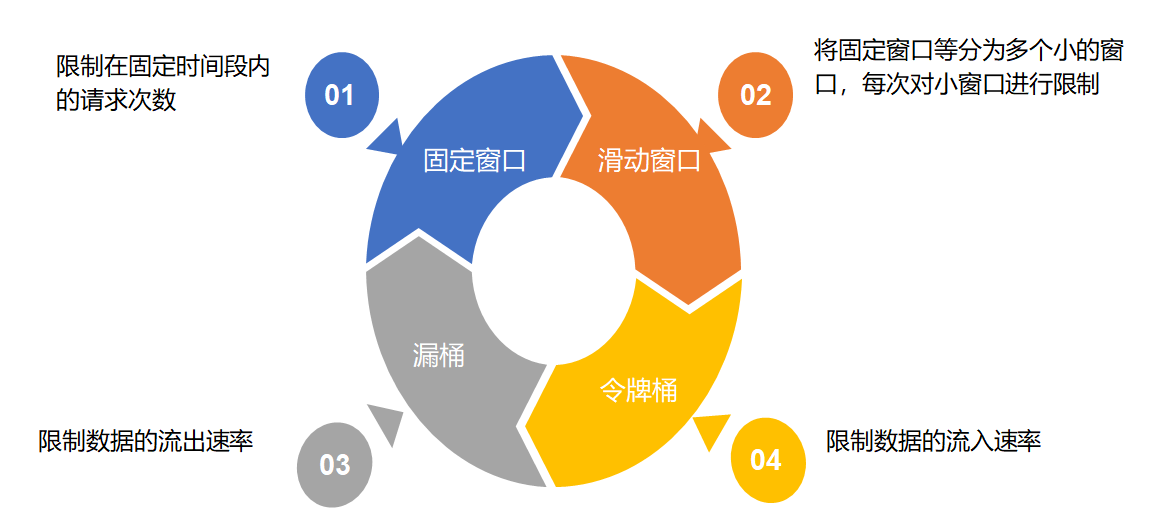 限制在固定时间段内
的请求次数
01
固定窗口
02
将固定窗口等分为多个小的窗
口，每次对小窗口进行限制
滑动窗口
漏桶
03
限制数据的流出速率
令牌桶
04
限制数据的流入速率